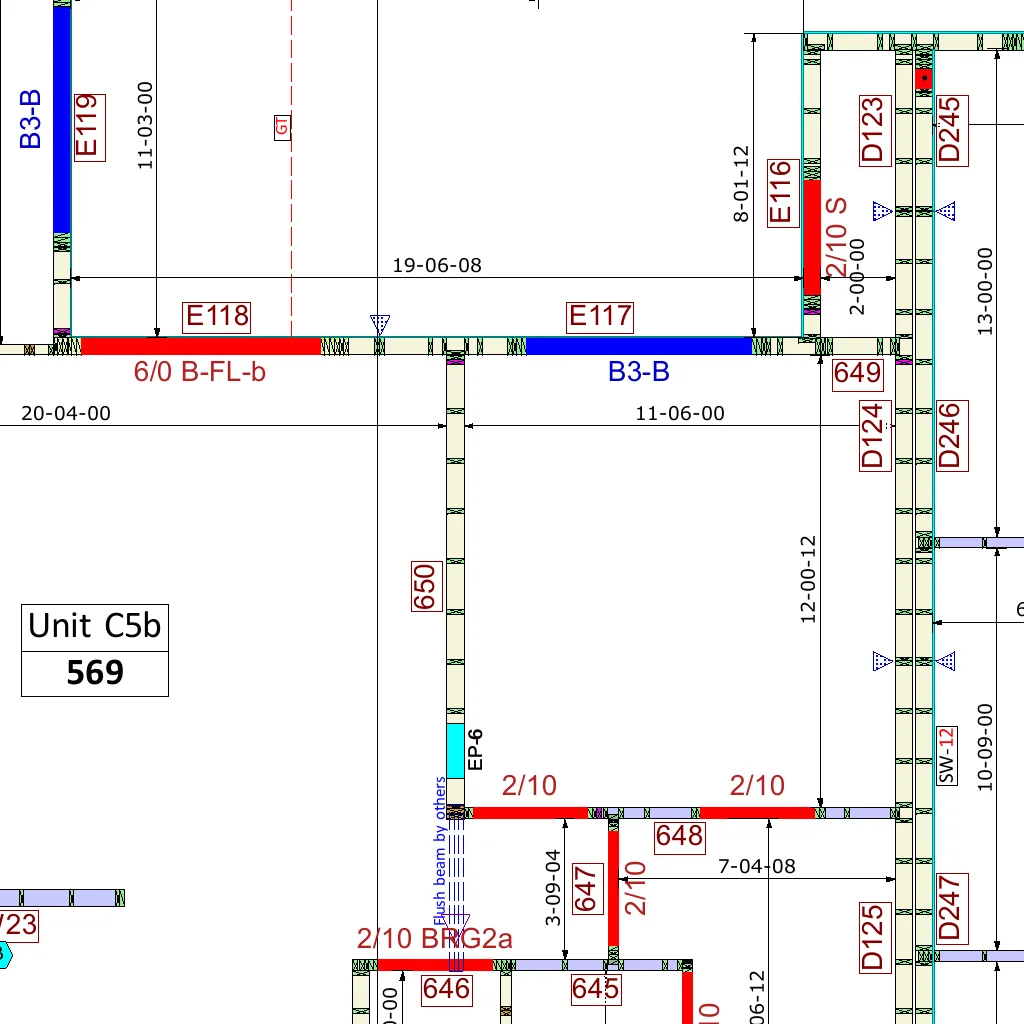 B3-B
E119
11-03-00
GT
8-01-12
E116
2/10 S
2-00-00
D123
D245
13-00-00
19-06-08
E118
E117
6/0 B-FL-b
B3-B
649
20-04-00
11-06-00
D124
D246
650
12-00-12
Unit C5b
569
EP-6
SW-12
10-09-00
2/10
2/10
Flush beam by others
648
3-09-04
647
2/10
7-04-08
D125
D247
2/10 BRG2a
646
645